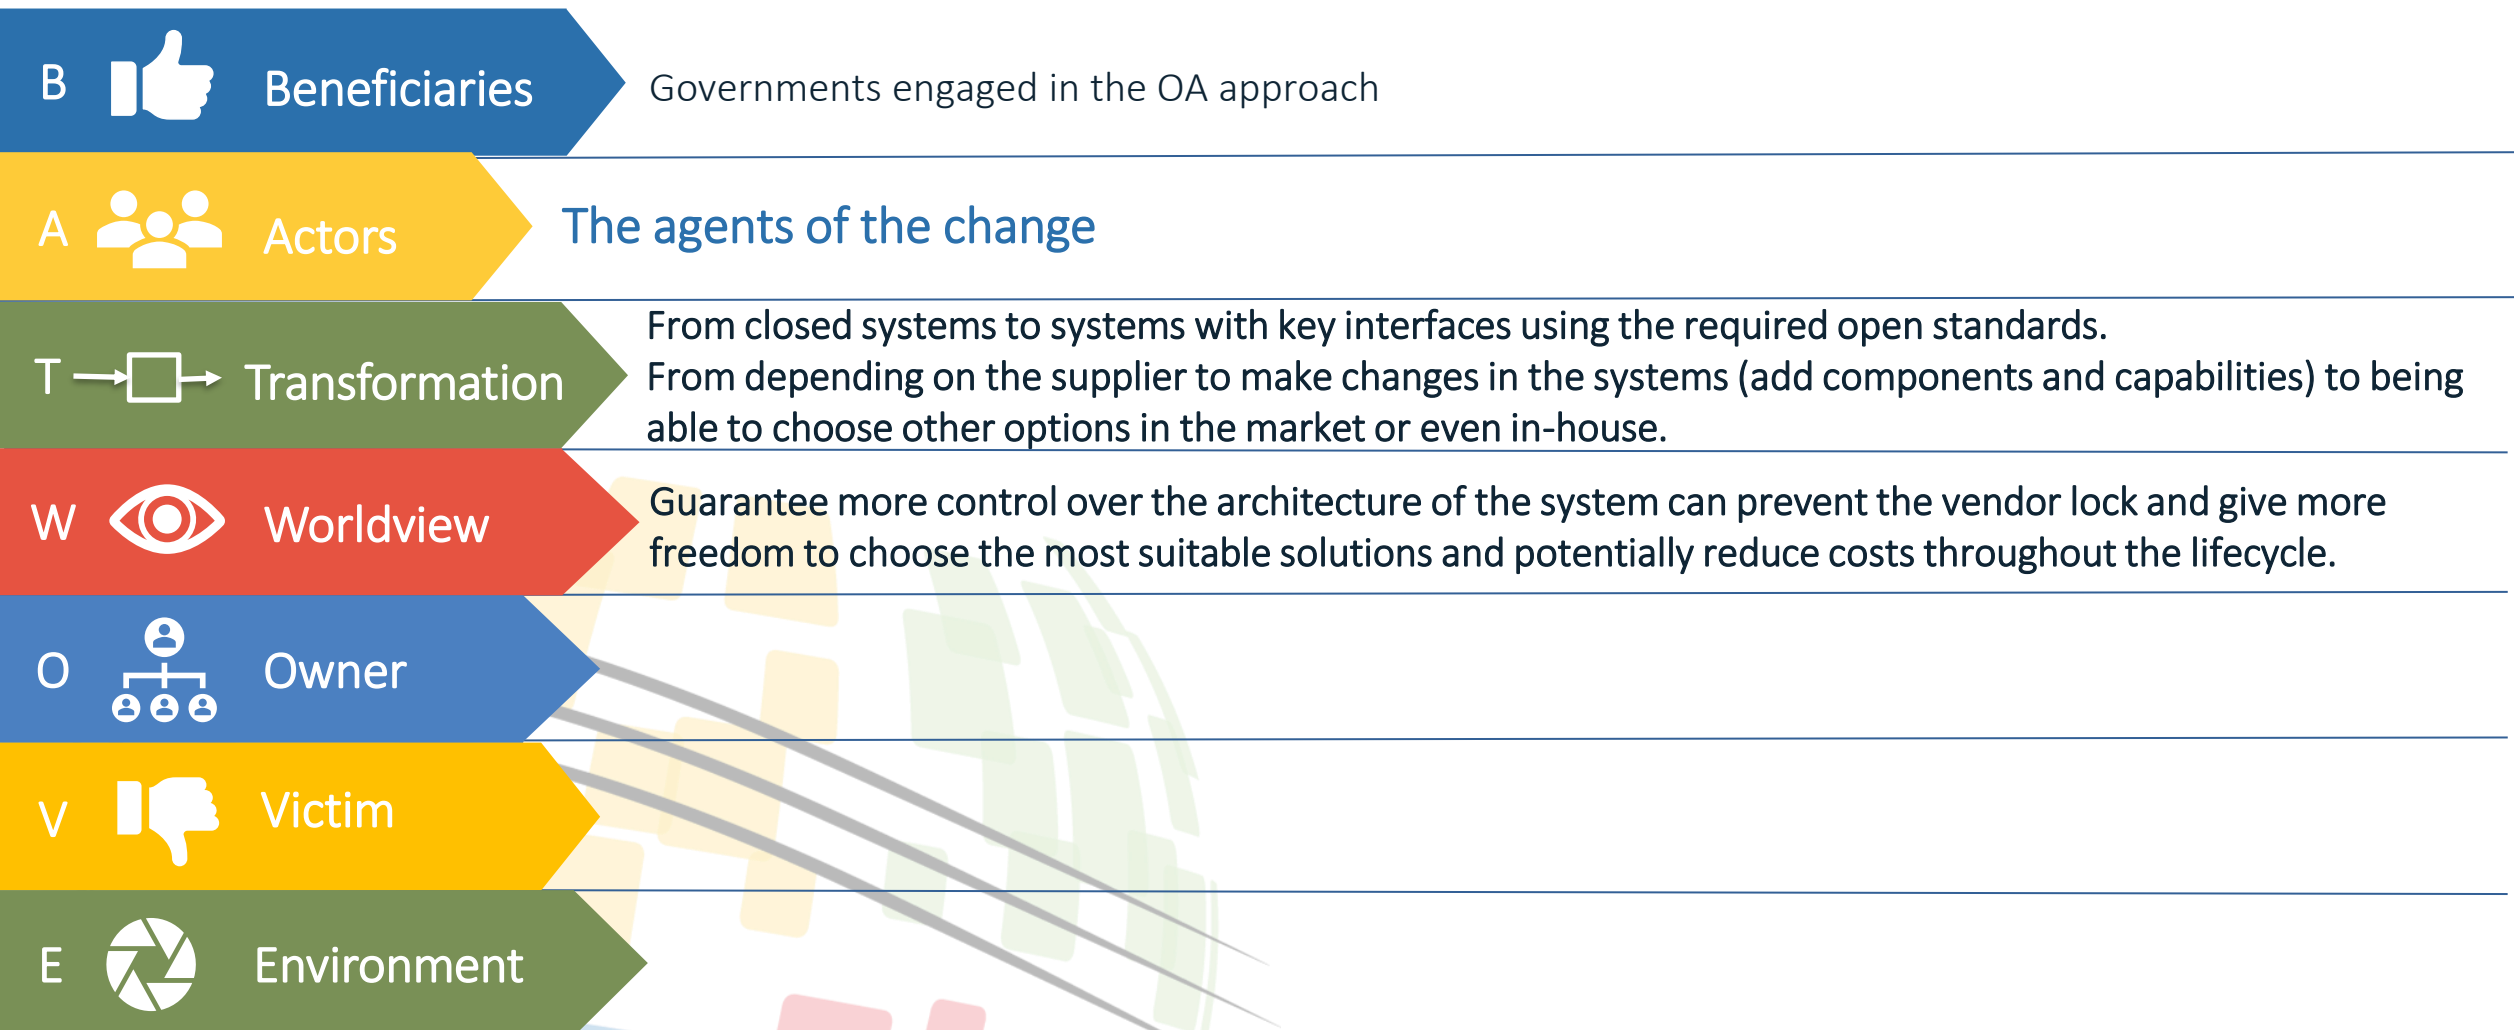 B Beneficiaries Governments engaged in the OA approach
A Actors The agents of the change
T Transformation
From closed systems to systems with key interfaces using the required open standards.
From depending on the supplier to make changes in the systems (add components and capabilities) to being
able to choose other options in the market or even in-house.
W Worldview
Guarantee more control over the architecture of the system can prevent the vendor lock and give more
freedom to choose the most suitable solutions and potentially reduce costs throughout the lifecycle.
O Owner
V Victim
E Environment